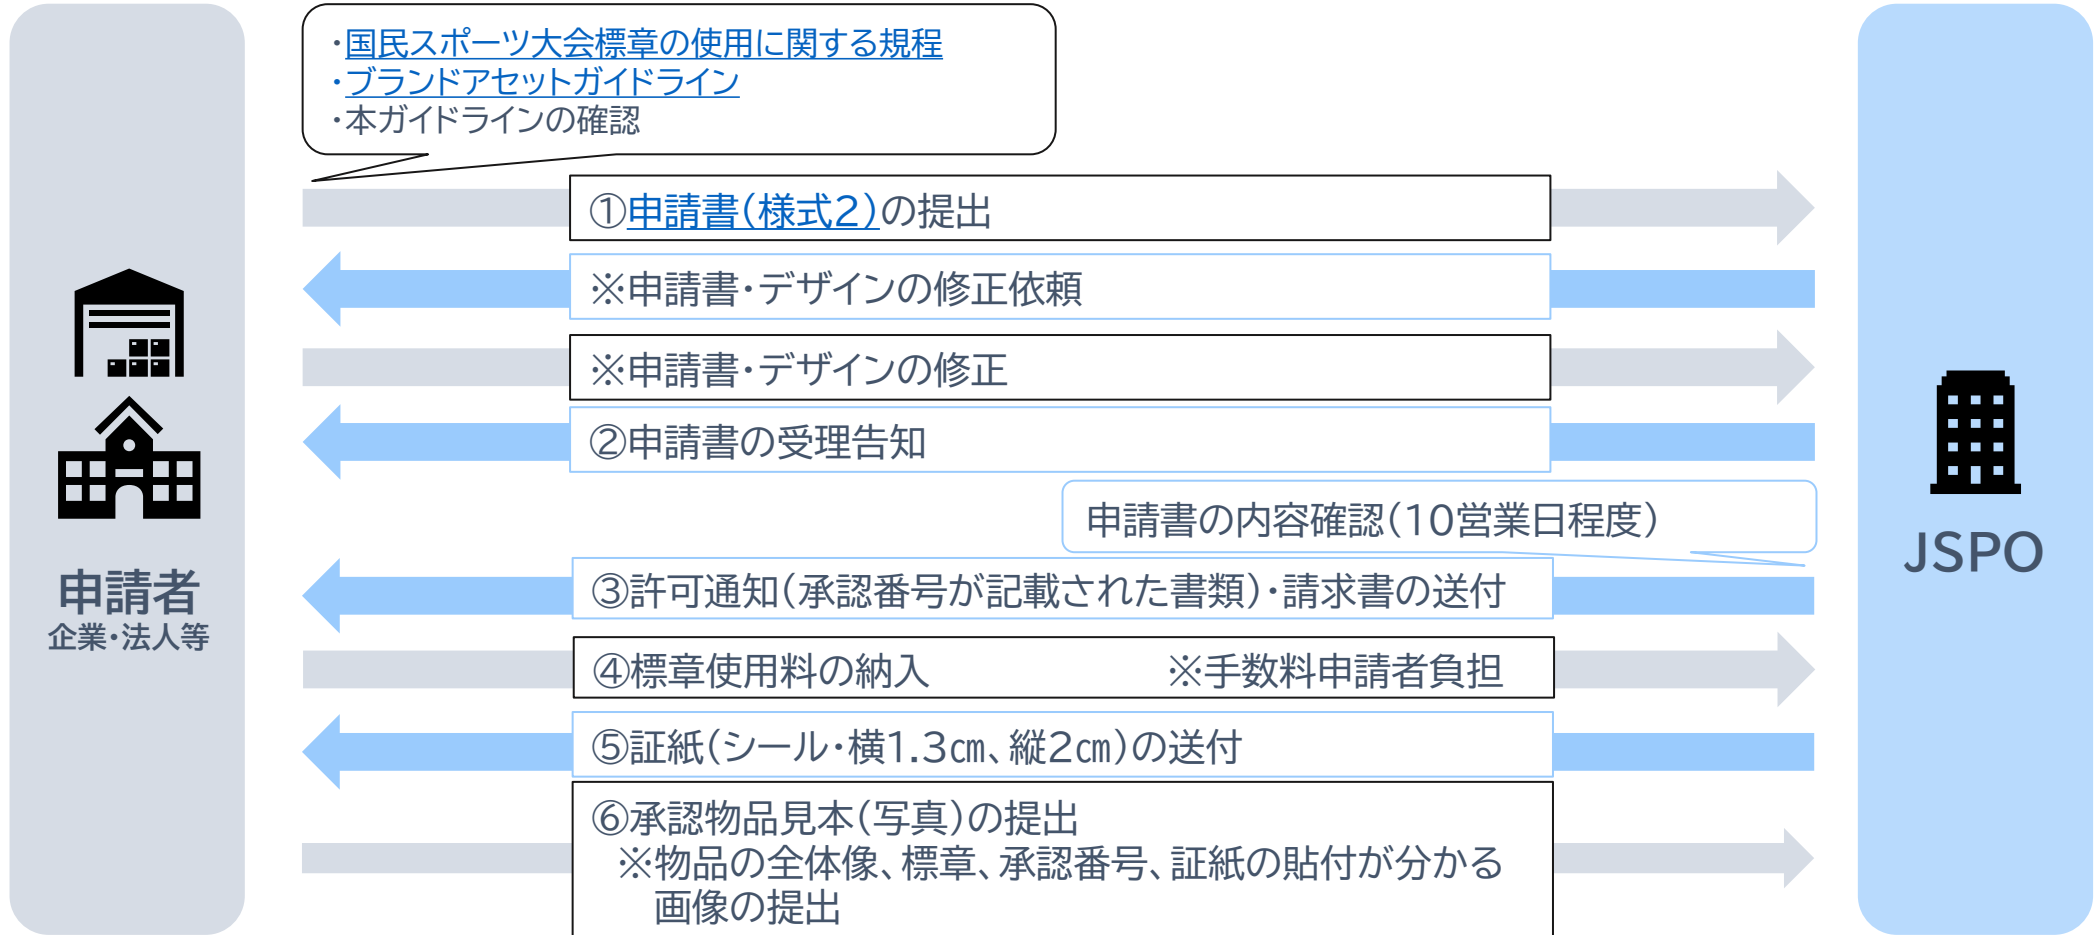 ・国民スポーツ大会標章の使用に関する規程
・ブランドアセットガイドライン
・本ガイドラインの確認
①申請書（様式2）の提出
※申請書・デザインの修正依頼
※申請書・デザインの修正
②申請書の受理告知
申請書の内容確認（10営業日程度）
③許可通知（承認番号が記載された書類）・請求書の送付
④標章使用料の納入 ※手数料申請者負担
⑤証紙（シール・横1.3㎝、縦2㎝）の送付
⑥承認物品見本（写真）の提出
※物品の全体像、標章、承認番号、証紙の貼付が分かる
画像の提出
申請者
企業・法人等
JSPO